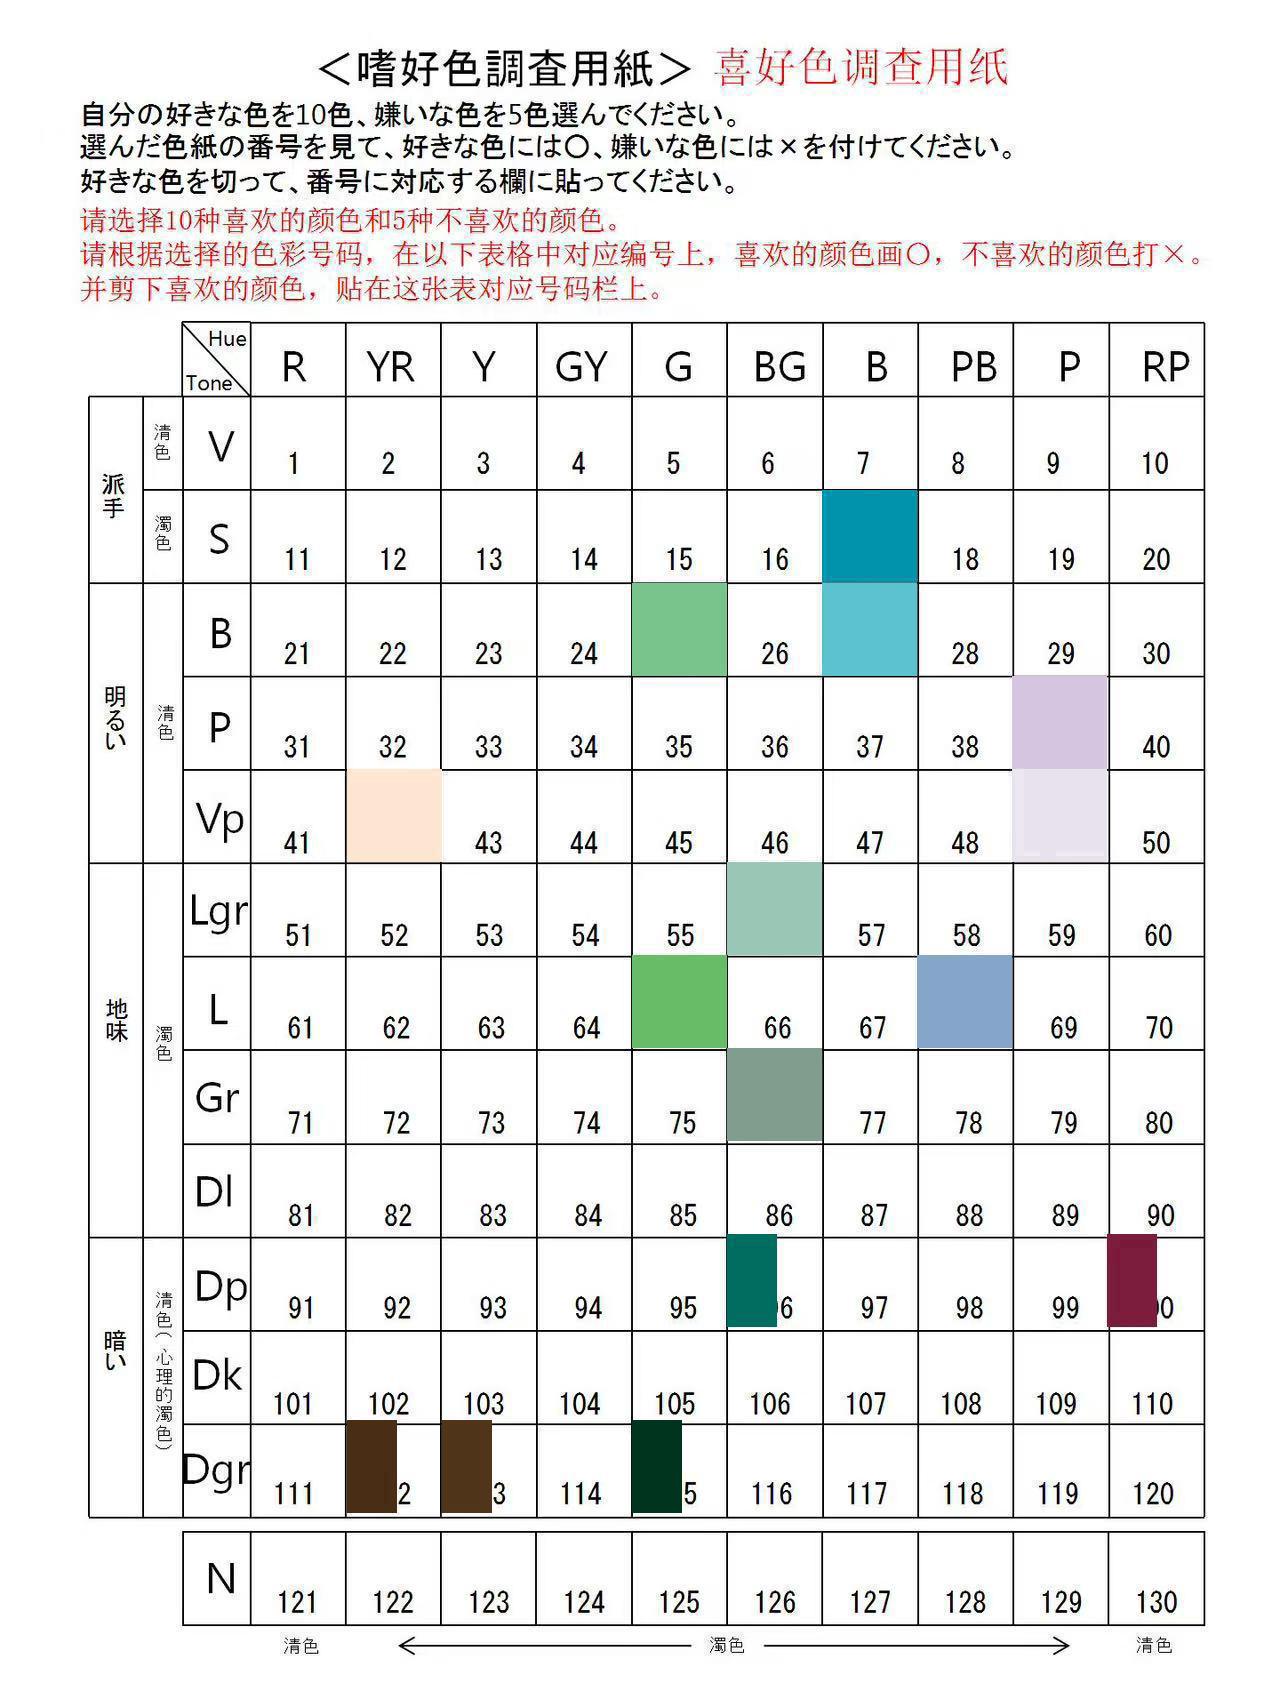 ＜嗜好色調査用紙＞ 喜好色调查用纸
自分の好きな色を10色、嫌いな色を5色選んでください。
選んだ色紙の番号を見て、好きな色には〇、嫌いな色には×を付けてください。
好きな色を切って、番号に対応する欄に貼ってください。
请选择10种喜欢的颜色和5种不喜欢的颜色。
请根据选择的色彩号码，在以下表格中对应编号上，喜欢的颜色画〇，不喜欢的颜色打×。
并剪下喜欢的颜色，贴在这张表对应号码栏上。
Hue
Tone
R YR Y GY G BG B PB P RP
派手
清色
V 1 2 3 4 5 6 7 8 9 10
濁色
S 11 12 13 14 15 16 18 19 20
明るい
清色
B 21 22 23 24 26 28 29 30
P 31 32 33 34 35 36 37 38 40
Vp 41 43 44 45 46 47 48 50
地味
濁色
Lgr 51 52 53 54 55 57 58 59 60
L 61 62 63 64 66 67 69 70
Gr 71 72 73 74 75 77 78 79 80
Dl 81 82 83 84 85 86 87 88 89 90
暗い
清色(心理的濁色)
Dp 91 92 93 94 95 6 97 98 99 0
Dk 101 102 103 104 105 106 107 108 109 110
Dgr 111 2 3 114 5 116 117 118 119 120
N 121 122 123 124 125 126 127 128 129 130
清色 濁色 清色